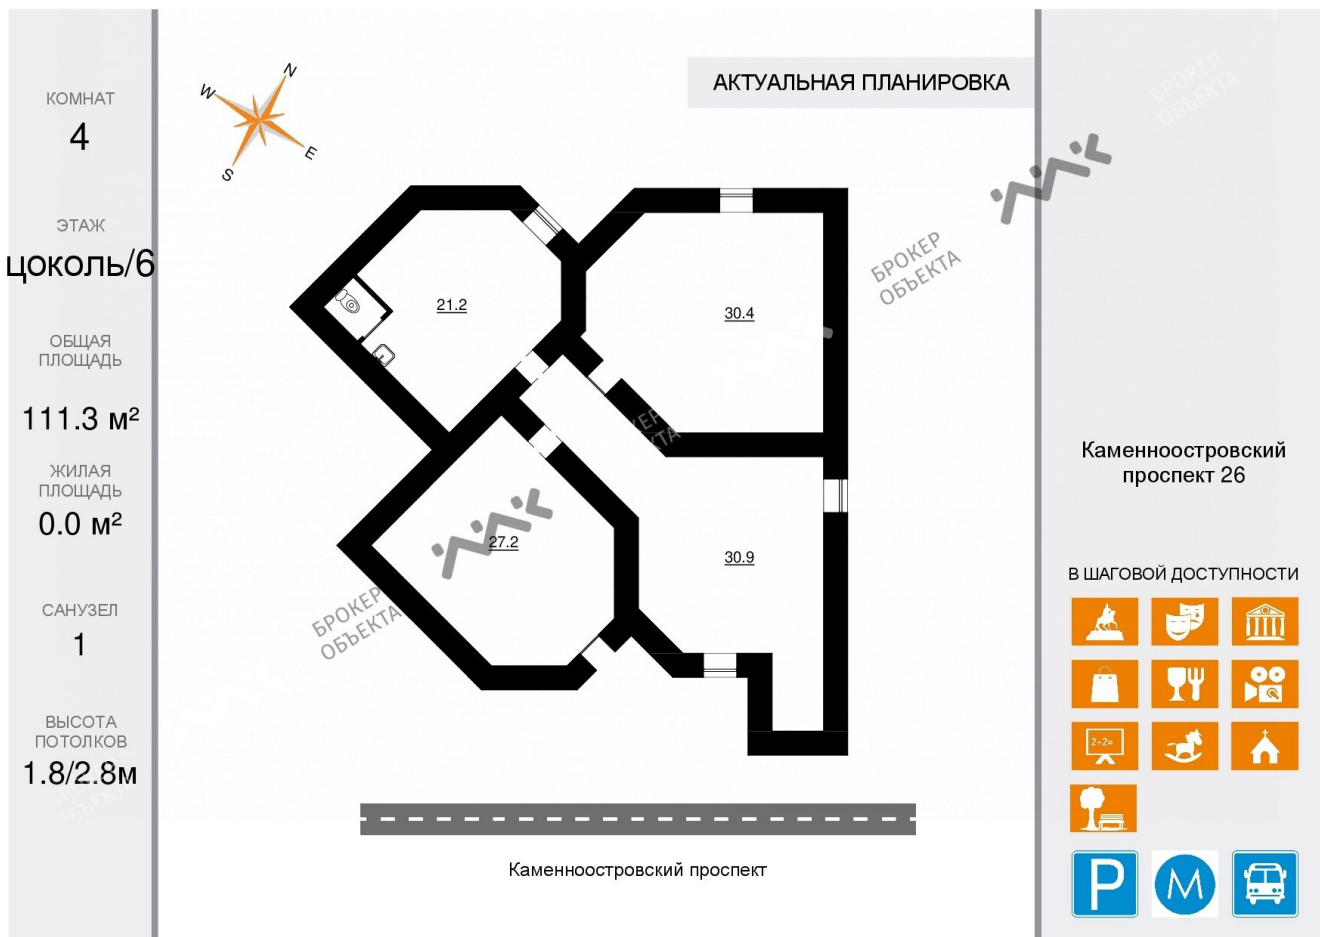 КОМНАТ
4
ЭТАЖ
цоколь/6
ОБЩАЯ
ПЛОЩАДЬ
111.3 м²
ЖИЛАЯ
ПЛОЩАДЬ
0.0 м²
САНУЗЕЛ
1
ВЫСОТА
ПОТОЛКОВ
1.8/2.8м
N
W
E
S
АКТУАЛЬНАЯ ПЛАНИРОВКА
БРОКЕР
ОБЪЕКТА
БРОКЕР
ОБЪЕКТА
21.2
30.4
27.2
30.9
БРОКЕР
ОБЪЕКТА
Каменноостровский проспект
Каменноостровский
проспект 26
В ШАГОВОЙ ДОСТУПНОСТИ
2+2=
P
M